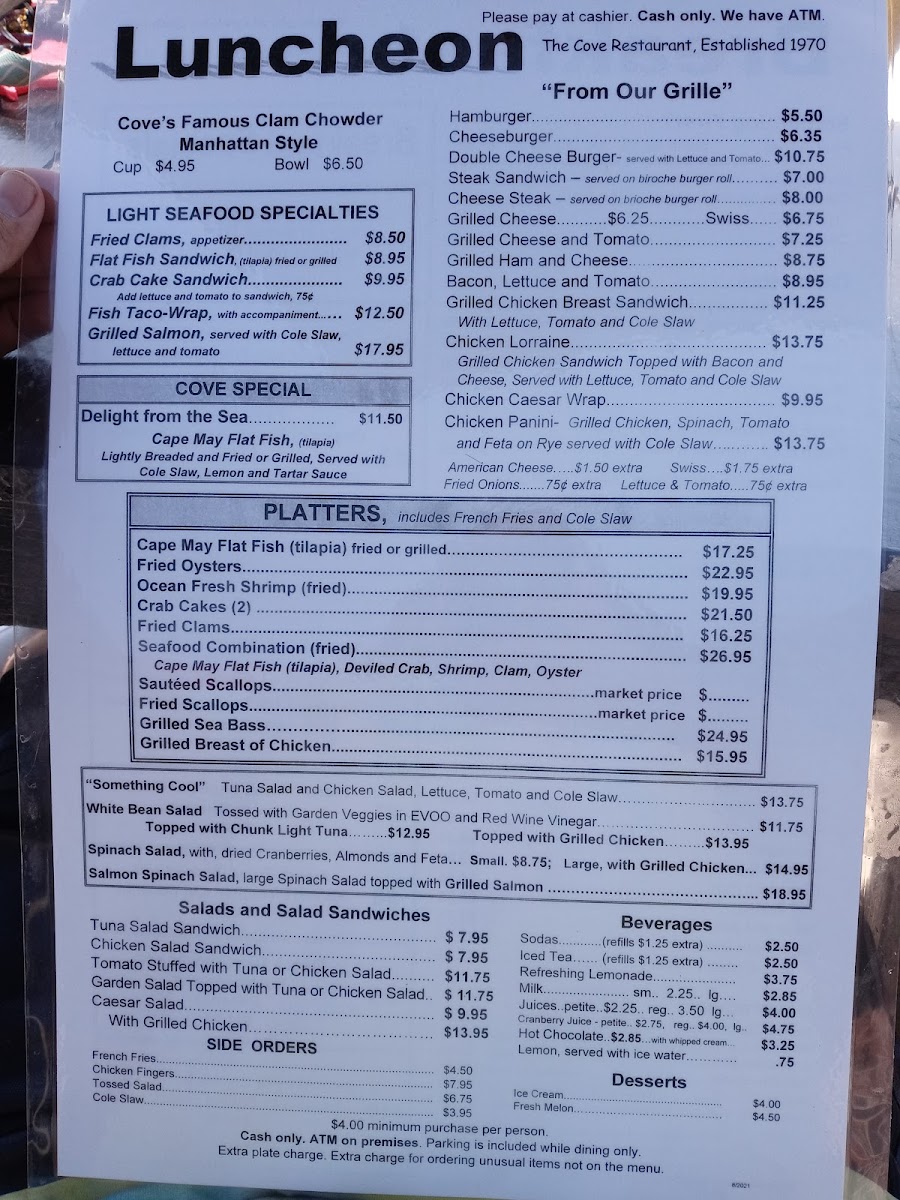 Please pay at cashier. Cash only. We have ATM.
Luncheon
The Cove Restaurant, Established 1970
Cove's Famous Clam Chowder
Manhattan Style
Cup $4.95 Bowl $6.50
LIGHT SEAFOOD SPECIALTIES
Fried Clams, appetizer...................... $8.50
Flat Fish Sandwich, (tilapia) fried or grilled $8.95
Crab Cake Sandwich..................... $9.95
Add lettuce and tomato to sandwich, 75¢
Fish Taco-Wrap, with accompaniment...... $12.50
Grilled Salmon, served with Cole Slaw,
lettuce and tomato $17.95
COVE SPECIAL
Delight from the Sea................. $11.50
Cape May Flat Fish, (tilapia)
Lightly Breaded and Fried or Grilled, Served with
Cole Slaw, Lemon and Tartar Sauce
"From Our Grille"
Hamburger.............................................. $5.50
Cheeseburger.......................................... $6.35
Double Cheese Burger- served with Lettuce and Tomato... $10.75
Steak Sandwich – served on biroche burger roll.......... $7.00
Cheese Steak – served on brioche burger roll............. $8.00
Grilled Cheese..........$6.25...........Swiss...... $6.75
Grilled Cheese and Tomato........................ $7.25
Grilled Ham and Cheese............................ $8.75
Bacon, Lettuce and Tomato........................ $8.95
Grilled Chicken Breast Sandwich................ $11.25
With Lettuce, Tomato and Cole Slaw
Chicken Lorraine....................................... $13.75
Grilled Chicken Sandwich Topped with Bacon and
Cheese, Served with Lettuce, Tomato and Cole Slaw
Chicken Caesar Wrap................................ $9.95
Chicken Panini- Grilled Chicken, Spinach, Tomato
and Feta on Rye served with Cole Slaw............ $13.75
American Cheese.....$1.50 extra Swiss....$1.75 extra
Fried Onions.......75¢ extra Lettuce & Tomato.....75¢ extra
PLATTERS, includes French Fries and Cole Slaw
Cape May Flat Fish (tilapia) fried or grilled.................................................. $17.25
Fried Oysters................................................................................ $22.95
Ocean Fresh Shrimp (fried)............................................................. $19.95
Crab Cakes (2) .............................................................................. $21.50
Fried Clams................................................................................... $16.25
Seafood Combination (fried)........................................................... $26.95
Cape May Flat Fish (tilapia), Deviled Crab, Shrimp, Clam, Oyster
Sautéed Scallops..................................................................market price $.........
Fried Scallops.......................................................................market price $.........
Grilled Sea Bass............................................................................ $24.95
Grilled Breast of Chicken............................................................... $15.95
"Something Cool" Tuna Salad and Chicken Salad, Lettuce, Tomato and Cole Slaw............................... $13.75
White Bean Salad Tossed with Garden Veggies in EVOO and Red Wine Vinegar................................... $11.75
Topped with Chunk Light Tuna........$12.95 Topped with Grilled Chicken........$13.95
Spinach Salad, with, dried Cranberries, Almonds and Feta... Small. $8.75; Large, with Grilled Chicken... $14.95
Salmon Spinach Salad, large Spinach Salad topped with Grilled Salmon ................................................ $18.95
Salads and Salad Sandwiches
Tuna Salad Sandwich.......................................... $ 7.95
Chicken Salad Sandwich..................................... $ 7.95
Tomato Stuffed with Tuna or Chicken Salad.......... $11.75
Garden Salad Topped with Tuna or Chicken Salad.. $ 11.75
Caesar Salad...................................................... $ 9.95
With Grilled Chicken....................................... $13.95
SIDE ORDERS
French Fries........................................................ $4.50
Chicken Fingers................................................... $7.95
Tossed Salad....................................................... $6.75
Cole Slaw........................................................... $3.95
Beverages
Sodas...........(refills $1.25 extra) .......... $2.50
Iced Tea...... (refills $1.25 extra) ........ $2.50
Refreshing Lemonade..................... $3.75
Milk...................... sm.. 2.25.. lg.... $2.85
Juices..petite..$2.25.. reg.. 3.50 lg... $4.00
Cranberry Juice - petite.. $2.75, reg.. $4.00, lg.. $4.75
Hot Chocolate..$2.85...with whipped cream... $3.25
Lemon, served with ice water............ .75
Desserts
Ice Cream............................................ $4.00
Fresh Melon......................................... $4.50
$4.00 minimum purchase per person.
Cash only. ATM on premises. Parking is included while dining only.
Extra plate charge. Extra charge for ordering unusual items not on the menu.
6/2021